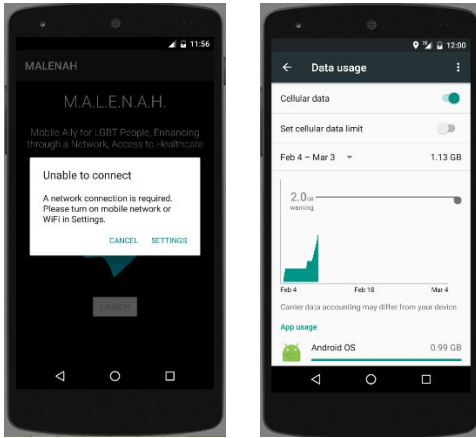 11:56
MALENAH
M.A.L.E.N.A.H.
Mobile Ally for LGBT People, Enhancing
through a Network, Access to Healthcare
Unable to connect
A network connection is required.
Please turn on mobile network or
WiFi in Settings.
CANCEL SETTINGS
LAUNCH
12:00
Data usage
Cellular data
Set cellular data limit
Feb 4 – Mar 3 1.13 GB
2.0GB
warning
Feb 4 Feb 18 Mar 4
Carrier data accounting may differ from your device.
App usage
Android OS 0.99 GB